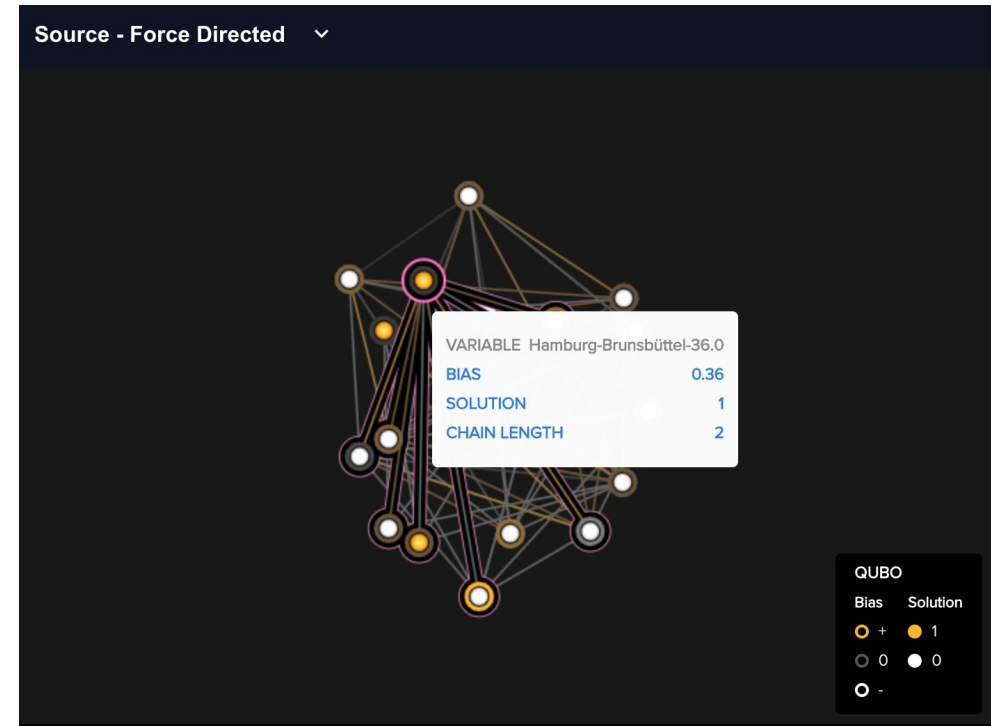 Source - Force Directed
VARIABLE Hamburg-Brunsbüttel-36.0
BIAS 0.36
SOLUTION 1
CHAIN LENGTH 2
QUBO
Bias Solution
+ 1
0 0
-